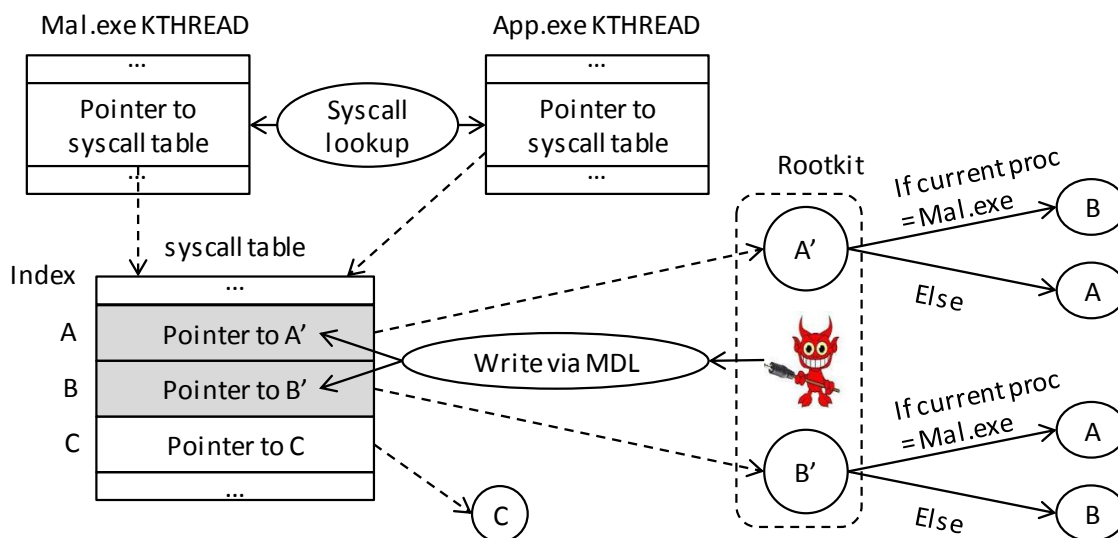 Mal.exe KTHREAD
App.exe KTHREAD
...
Pointer to
syscall table
...
Syscall
lookup
...
Pointer to
syscall table
...
Rootkit
syscall table
Index
...
A
Pointer to A’
B
Pointer to B’
C
Pointer to C
...
C
Write via MDL
A’
If current proc
=Mal.exe
B
Else
A
B’
If current proc
=Mal.exe
A
Else
B